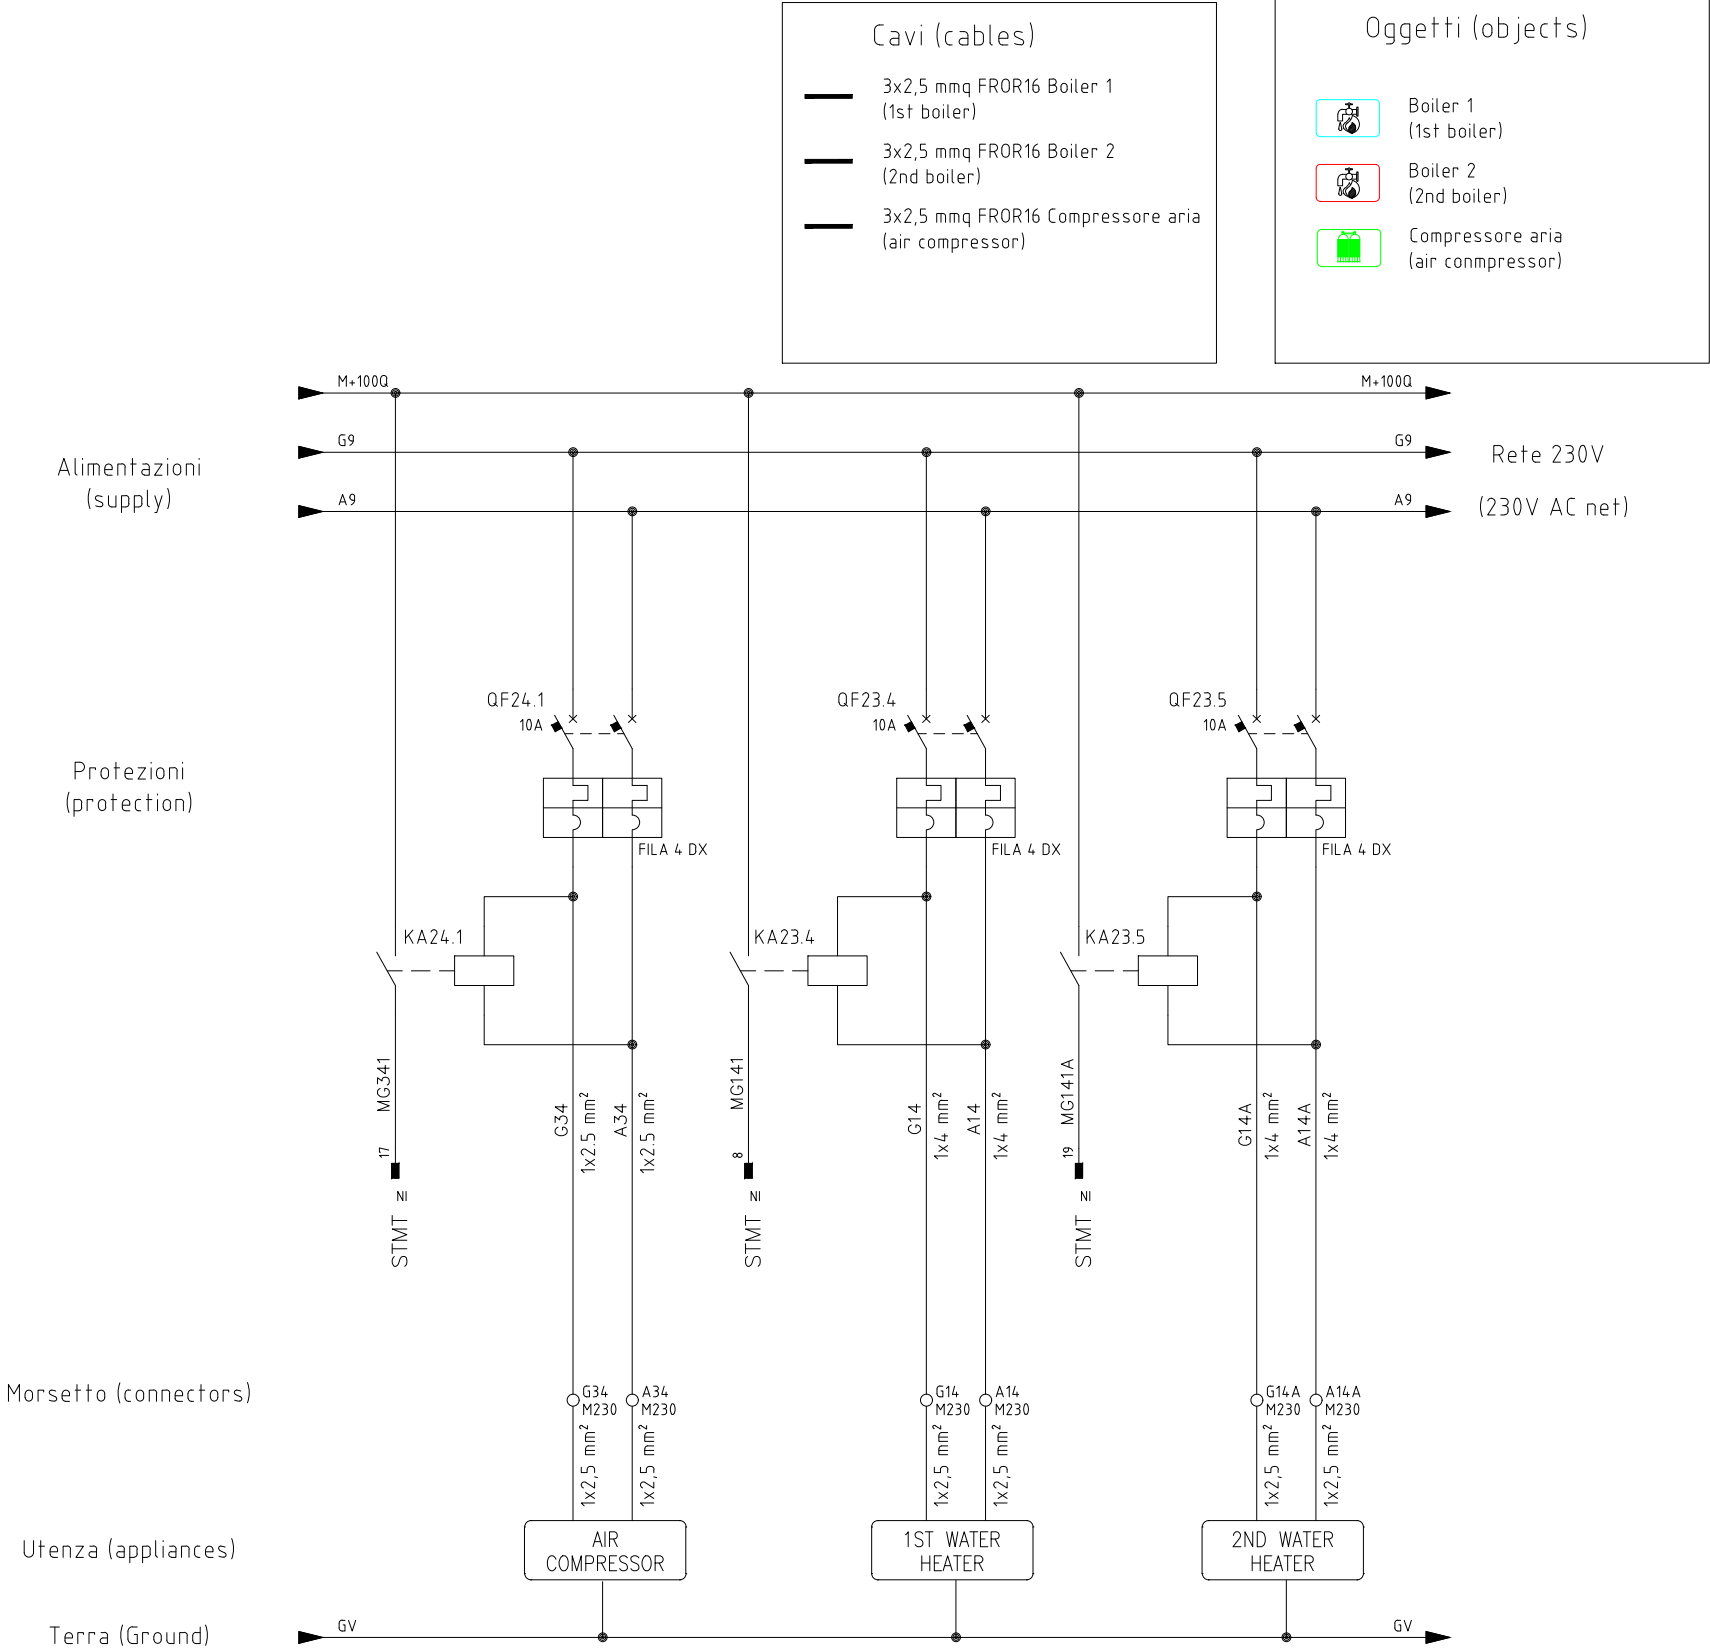 Cavi (cables)
3x2,5 mmq FROR16 Boiler 1
(1st boiler)
3x2,5 mmq FROR16 Boiler 2
(2nd boiler)
3x2,5 mmq FROR16 Compressore aria
(air compressor)
Oggetti (objects)
Boiler 1
(1st boiler)
Boiler 2
(2nd boiler)
Compressore aria
(air conmpressor)
M+100Q
M+100Q
Alimentazioni
(supply)
G9
G9
A9
A9
Rete 230V
(230V AC net)
Protezioni
(protection)
QF24.1
10A
FILA 4 DX
QF23.4
10A
FILA 4 DX
QF23.5
10A
FILA 4 DX
KA24.1
KA23.4
KA23.5
MG341
17
NI
STMT
G34
1x2.5 mm²
A34
1x2.5 mm²
MG141
8
NI
STMT
G14
1x4 mm²
A14
1x4 mm²
MG141A
19
NI
STMT
G14A
1x4 mm²
A14A
1x4 mm²
Morsetto (connectors)
G34
M230
A34
M230
G14
M230
A14
M230
G14A
M230
A14A
M230
1x2,5 mm²
1x2,5 mm²
1x2,5 mm²
1x2,5 mm²
1x2,5 mm²
1x2,5 mm²
Utenza (appliances)
AIR
COMPRESSOR
1ST WATER
HEATER
2ND WATER
HEATER
Terra (Ground)
GV
GV